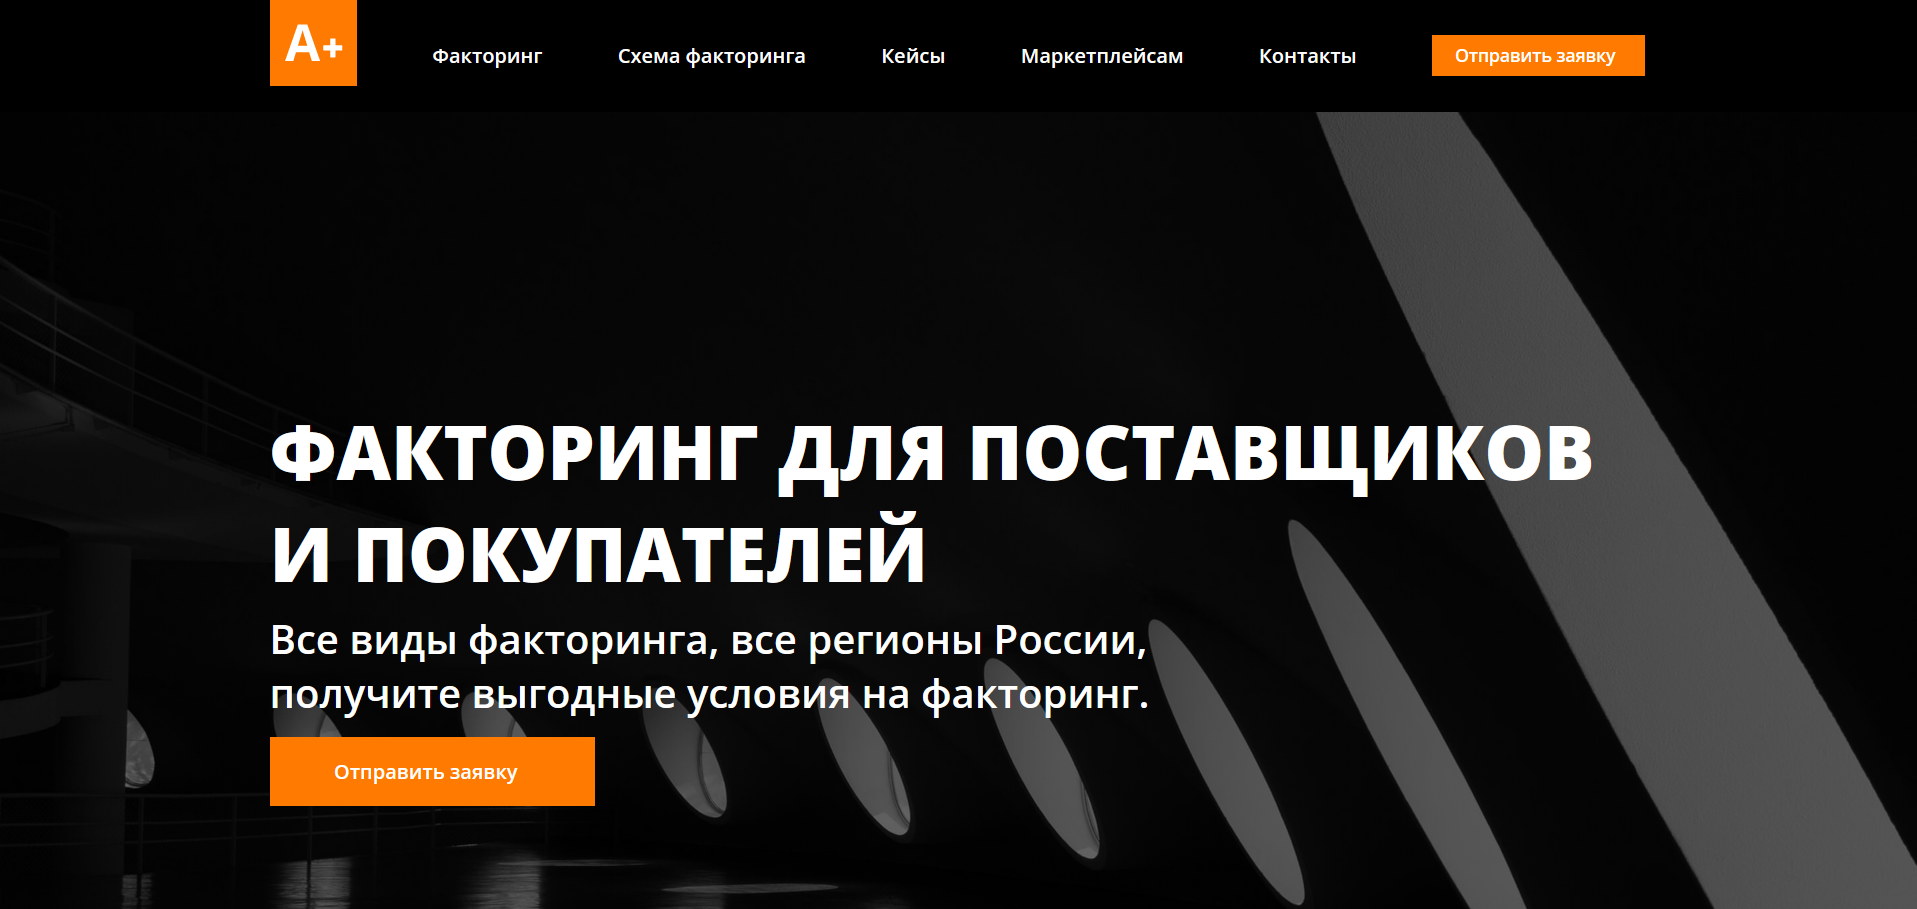 A+
Факторинг
Схема факторинга
Кейсы
Маркетплейсам
Контакты
Отправить заявку
ФАКТОРИНГ ДЛЯ ПОСТАВЩИКОВ
И ПОКУПАТЕЛЕЙ
Все виды факторинга, все регионы России,
получите выгодные условия на факторинг.
Отправить заявку